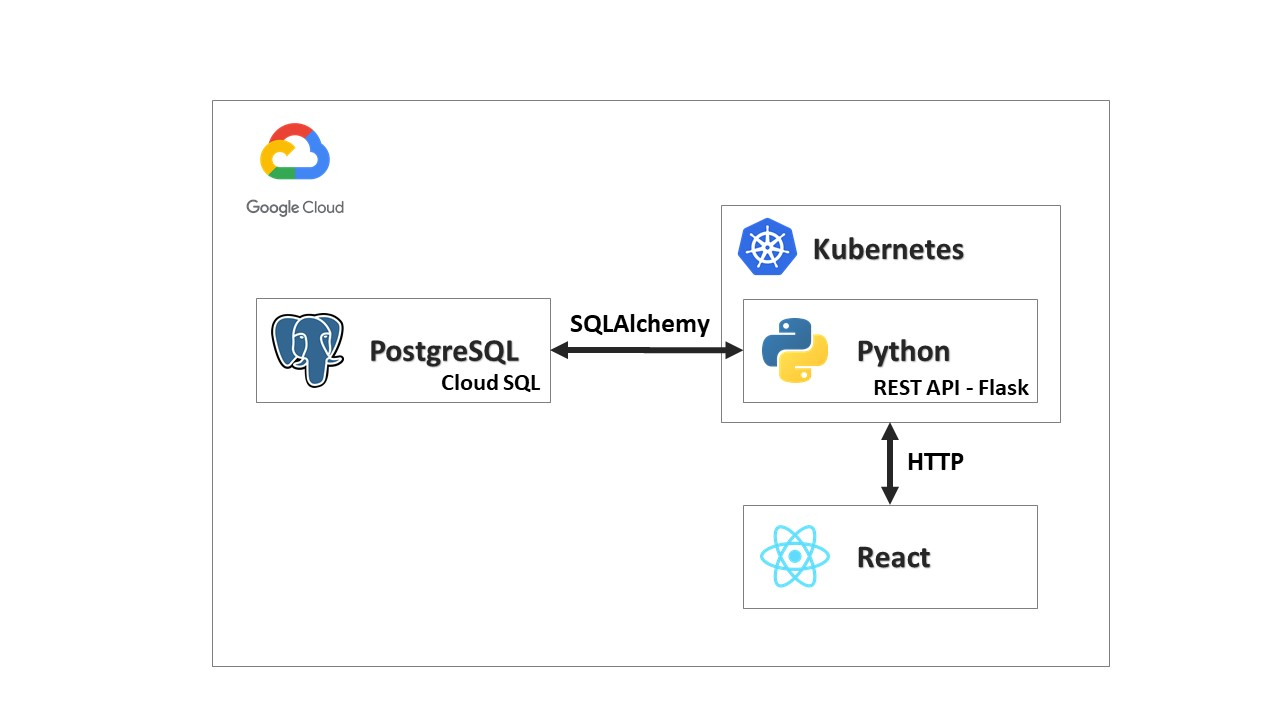 Google Cloud
Kubernetes
SQLAlchemy
PostgreSQL
Cloud SQL
Python
REST API - Flask
HTTP
React